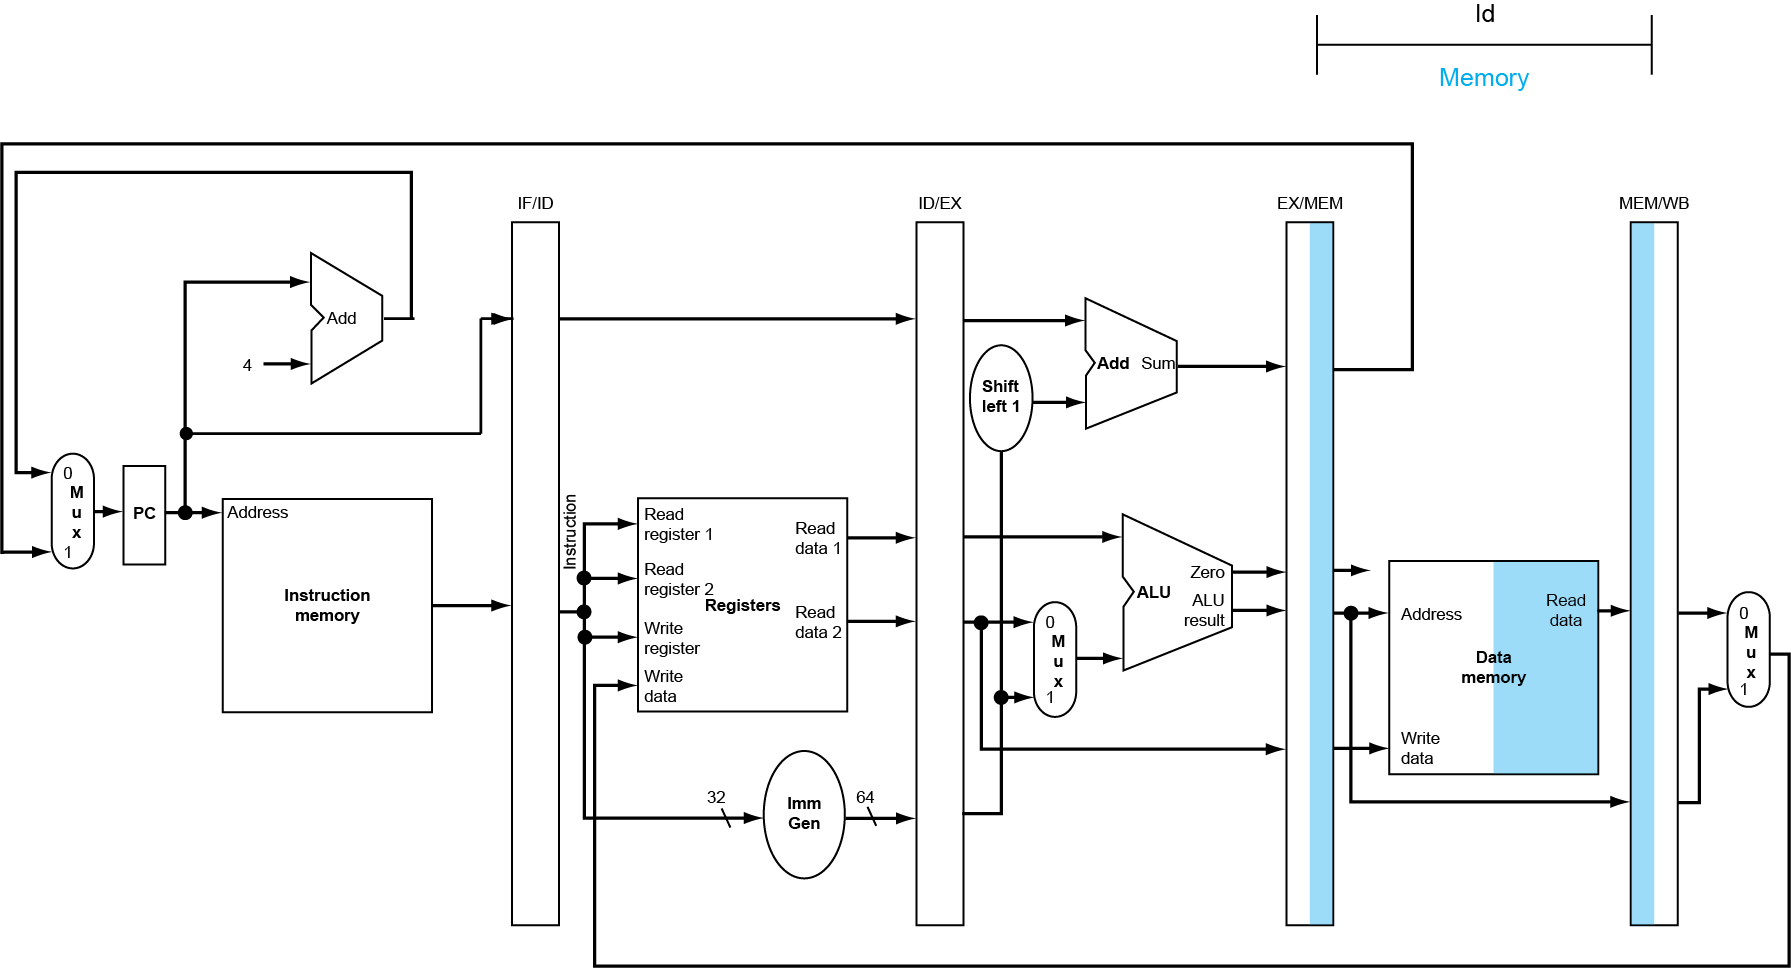 ld
Memory
IF/ID
ID/EX
EX/MEM
MEM/WB
Add
4
Shift
left 1
Add Sum
0
M
u
x
1
PC
Address
Instruction
memory
Instruction
Read
register 1
Read
register 2
Write
register
Write
data
Registers
Read
data 1
Read
data 2
0
M
u
x
1
ALU
Zero
ALU
result
Address
Read
data
Data
memory
Write
data
0
M
u
x
1
32
Imm
Gen
64